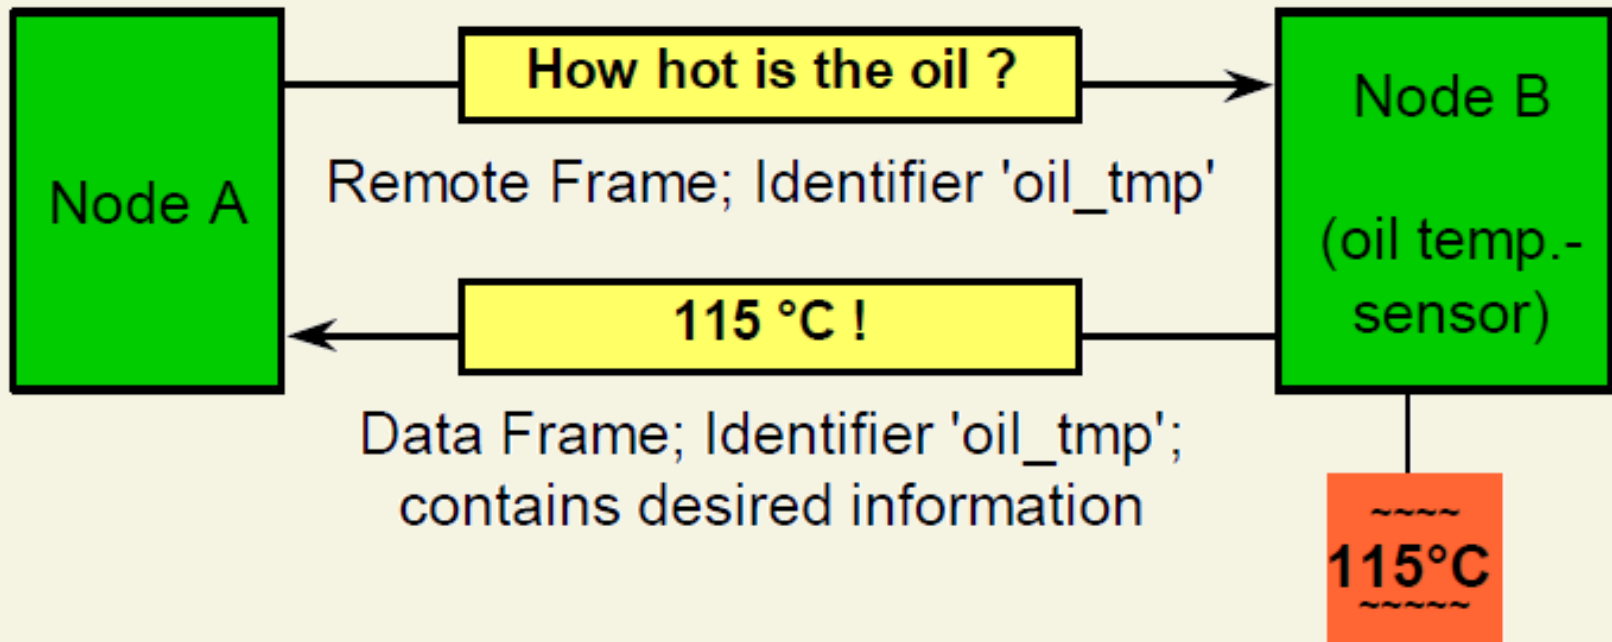 Node A
How hot is the oil ?
Remote Frame; Identifier 'oil_tmp'
115 °C !
Data Frame; Identifier 'oil_tmp';
contains desired information
Node B
(oil temp.-
sensor)
~~~~
115°C
~~~~~